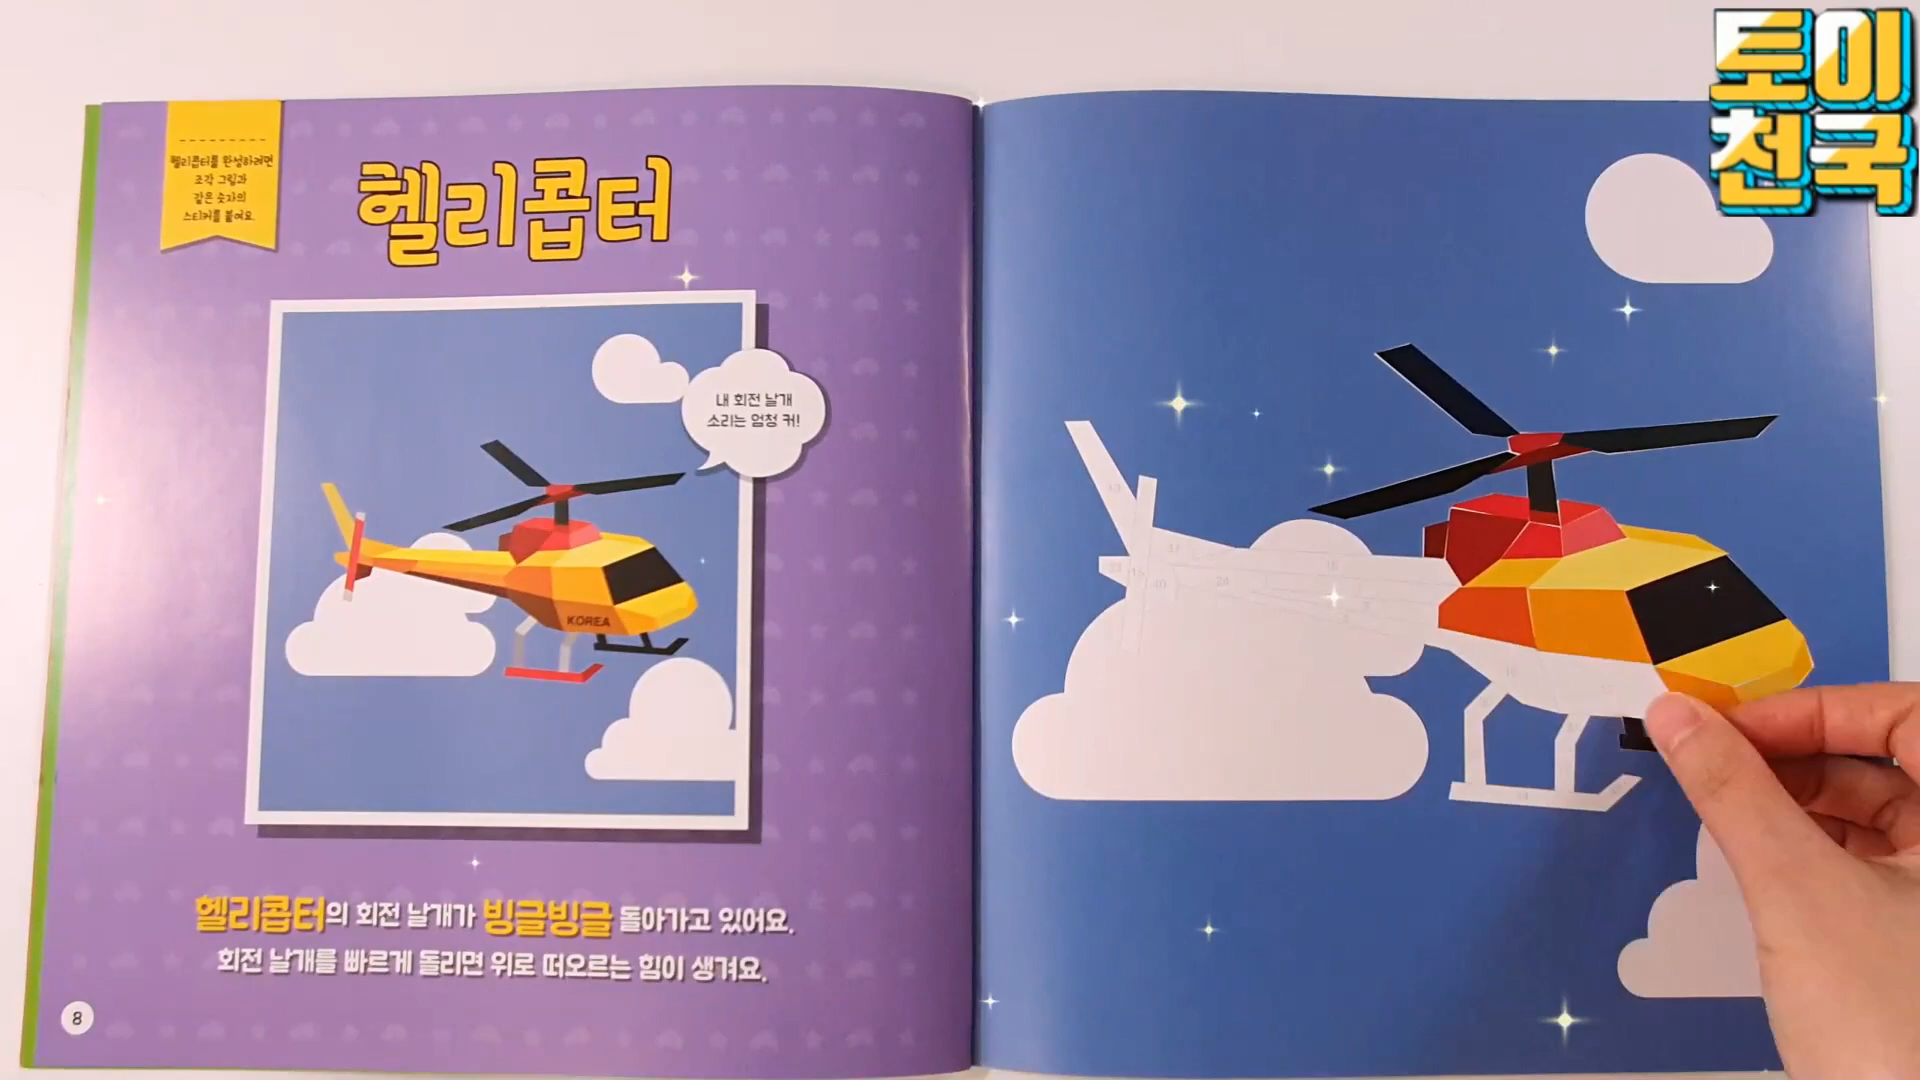 토이
천국
헬리콥터를 완성하려면
조각 그림과
같은 숫자의
스티커를 붙여요.
헬리콥터
내 회전 날개
소리는 엄청 커!
KOREA
헬리콥터의 회전 날개가 빙글빙글 돌아가고 있어요.
회전 날개를 빠르게 돌리면 위로 떠오르는 힘이 생겨요.
8